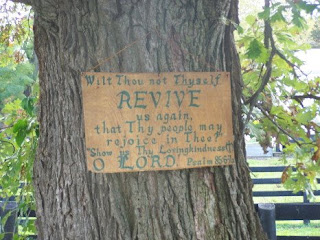 Wilt Thou not Thyself
REVIVE
us again,
that Thy people may
rejoice in Thee?
"Show us Thy Lovingkindness
O LORD" Psalm 85:6